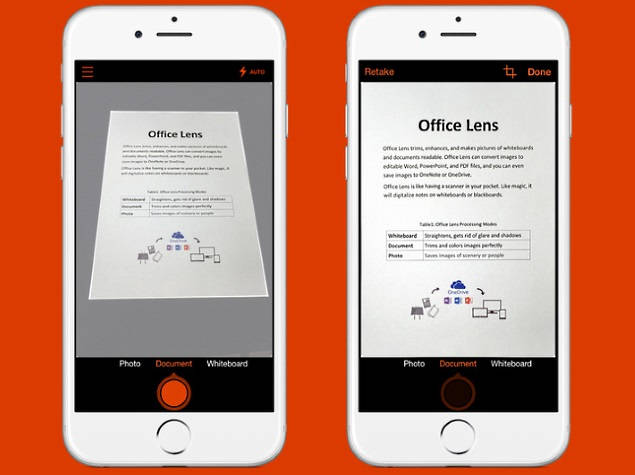 AUTO
Office Lens
Office Lens trims, enhances, and makes pictures of whiteboards
and documents readable. Office Lens can convert images to
editable Word, PowerPoint, and PDF files, and you can even
save images to OneNote or OneDrive.
Office Lens is like having a scanner in your pocket. Like magic, it
will digitalize notes on whiteboards or blackboards.
Table1: Office Lens Processing Modes
Whiteboard Straightens, gets rid of glare and shadows
Document Trims and colors images perfectly
Photo Saves images of scenery or people
OneDrive
Photo Document Whiteboard
Retake Done
Office Lens
Office Lens trims, enhances, and makes pictures of whiteboards
and documents readable. Office Lens can convert images to
editable Word, PowerPoint, and PDF files, and you can even
save images to OneNote or OneDrive.
Office Lens is like having a scanner in your pocket. Like magic, it
will digitalize notes on whiteboards or blackboards.
Table1: Office Lens Processing Modes
Whiteboard Straightens, gets rid of glare and shadows
Document Trims and colors images perfectly
Photo Saves images of scenery or people
OneDrive
Photo Document Whiteboard